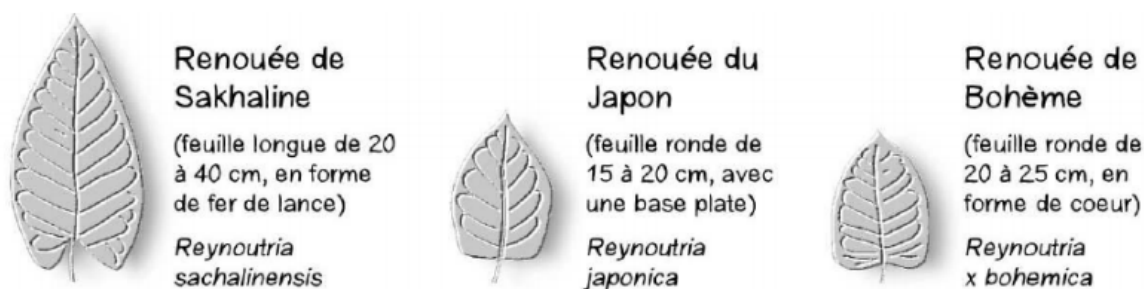 Renouée de
Sakhaline
(feuille longue de 20
à 40 cm, en forme
de fer de lance)
Reynoutria
sachalinensis
Renouée du
Japon
(feuille ronde de
15 à 20 cm, avec
une base plate)
Reynoutria
japonica
Renouée de
Bohème
(feuille ronde de
20 à 25 cm, en
forme de coeur)
Reynoutria
x bohemica